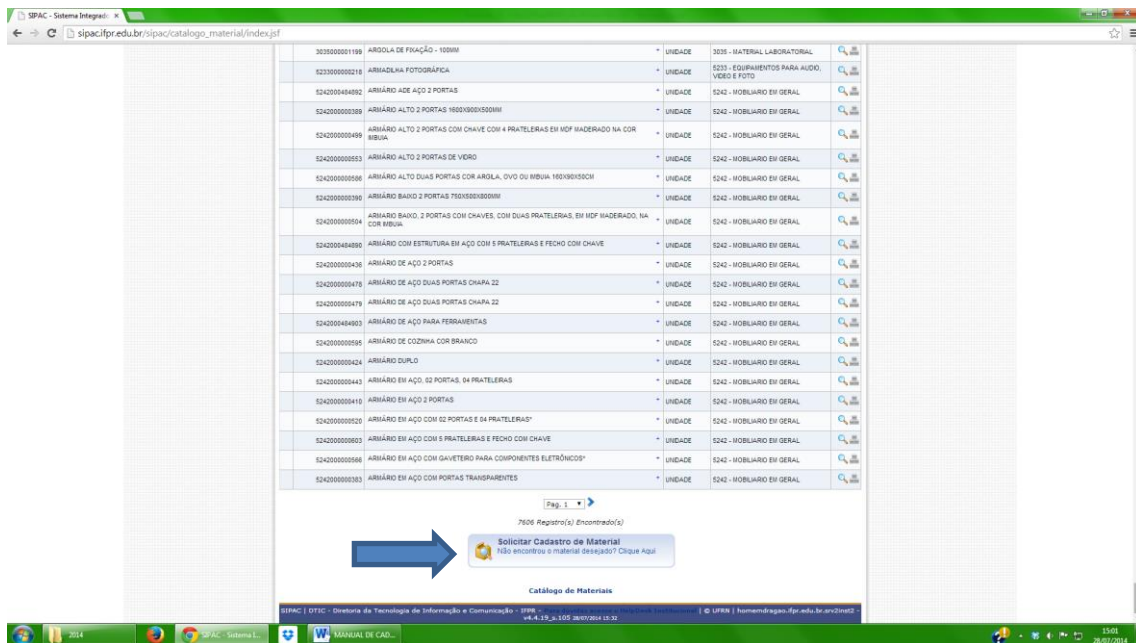 SIPAC - Sistema Integrado
sipac.ifpr.edu.br/sipac/catalogo_material/index.jsf
3035000001199 ARGOLA DE FIXAÇÃO - 100MM * UNIDADE 3035 - MATERIAL LABORATORIAL
5233000000218 ARMADILHA FOTOGRÁFICA * UNIDADE 5233 - EQUIPAMENTOS PARA AUDIO, VIDEO E FOTO
5242000484892 ARMÁRIO ADE AÇO 2 PORTAS * UNIDADE 5242 - MOBILIARIO EM GERAL
5242000000389 ARMÁRIO ALTO 2 PORTAS 1600X900X500MM * UNIDADE 5242 - MOBILIARIO EM GERAL
5242000000499 ARMÁRIO ALTO 2 PORTAS COM CHAVE COM 4 PRATELEIRAS EM MDF MADEIRADO NA COR IMBUIA * UNIDADE 5242 - MOBILIARIO EM GERAL
5242000000553 ARMÁRIO ALTO 2 PORTAS DE VIDRO * UNIDADE 5242 - MOBILIARIO EM GERAL
5242000000586 ARMÁRIO ALTO DUAS PORTAS COR ARGILA, OVO OU IMBUIA 160X90X50CM * UNIDADE 5242 - MOBILIARIO EM GERAL
5242000000390 ARMÁRIO BAIXO 2 PORTAS 750X500X800MM * UNIDADE 5242 - MOBILIARIO EM GERAL
5242000000504 ARMARIO BAIXO, 2 PORTAS COM CHAVES, COM DUAS PRATELERIAS, EM MDF MADEIRADO, NA COR IMBUIA * UNIDADE 5242 - MOBILIARIO EM GERAL
5242000484890 ARMÁRIO COM ESTRUTURA EM AÇO COM 5 PRATELEIRAS E FECHO COM CHAVE * UNIDADE 5242 - MOBILIARIO EM GERAL
5242000000436 ARMÁRIO DE AÇO 2 PORTAS * UNIDADE 5242 - MOBILIARIO EM GERAL
5242000000478 ARMÁRIO DE AÇO DUAS PORTAS CHAPA 22 * UNIDADE 5242 - MOBILIARIO EM GERAL
5242000000479 ARMÁRIO DE AÇO DUAS PORTAS CHAPA 22 * UNIDADE 5242 - MOBILIARIO EM GERAL
5242000484903 ARMÁRIO DE AÇO PARA FERRAMENTAS * UNIDADE 5242 - MOBILIARIO EM GERAL
5242000000595 ARMÁRIO DE COZINHA COR BRANCO * UNIDADE 5242 - MOBILIARIO EM GERAL
5242000000424 ARMÁRIO DUPLO * UNIDADE 5242 - MOBILIARIO EM GERAL
5242000000443 ARMÁRIO EM AÇO, 02 PORTAS, 04 PRATELEIRAS * UNIDADE 5242 - MOBILIARIO EM GERAL
5242000000410 ARMÁRIO EM AÇO 2 PORTAS * UNIDADE 5242 - MOBILIARIO EM GERAL
5242000000520 ARMÁRIO EM AÇO COM 02 PORTAS E 04 PRATELEIRAS* * UNIDADE 5242 - MOBILIARIO EM GERAL
5242000000603 ARMÁRIO EM AÇO COM 5 PRATELEIRAS E FECHO COM CHAVE * UNIDADE 5242 - MOBILIARIO EM GERAL
5242000000566 ARMÁRIO EM AÇO COM GAVETEIRO PARA COMPONENTES ELETRÔNICOS* * UNIDADE 5242 - MOBILIARIO EM GERAL
5242000000383 ARMÁRIO EM AÇO COM PORTAS TRANSPARENTES * UNIDADE 5242 - MOBILIARIO EM GERAL
Pag. 1
7606 Registro(s) Encontrado(s)
Solicitar Cadastro de Material
Não encontrou o material desejado? Clique Aqui
Catálogo de Materiais
SIPAC | DTIC - Diretoria da Tecnologia de Informação e Comunicação - IFPR - | © UFRN | homemdragao.ifpr.edu.br.srv2inst2 -
v4.4.19_s.105 28/07/2014 15:32
2014
SIPAC - Sistema I...
MANUAL DE CAD...
15:01
28/07/2014